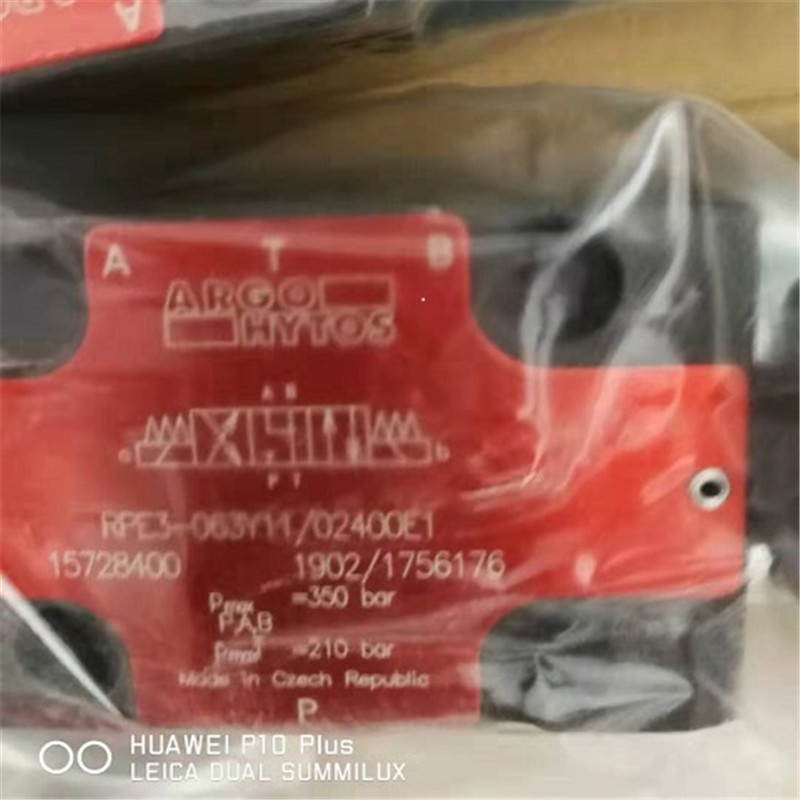 A T B
ARGO
HYTOS
A B
a b
P T
RPE3-063Y11/02400E1
15728400 1902/1756176
Pmax =350 bar
P,A,B
Pmax =210 bar
Made in Czech Republic
P
HUAWEI P10 Plus
LEICA DUAL SUMMILUX